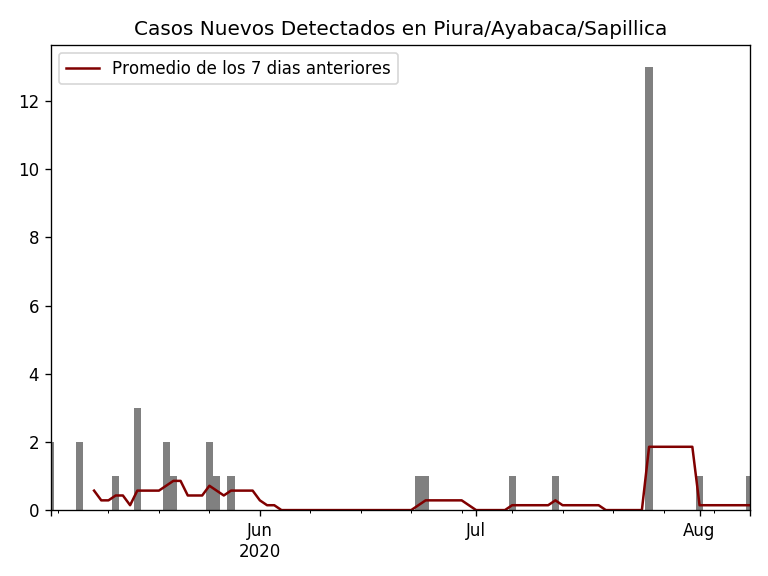 Casos Nuevos Detectados en Piura/Ayabaca/Sapillica
Promedio de los 7 dias anteriores
12
10
8
6
4
2
0
Jun
2020
Jul
Aug